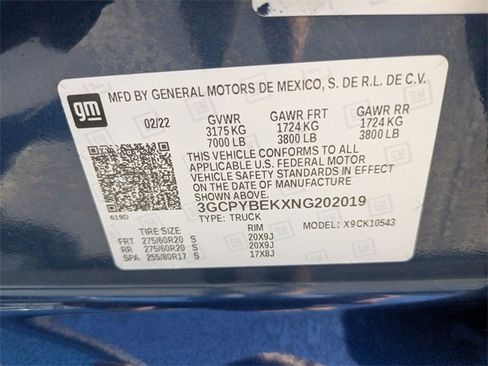 gm
MFD BY GENERAL MOTORS DE MEXICO, S. DE R.L. DE C.V.
02/22 GVWR GAWR FRT GAWR RR
3175 KG 1724 KG 1724 KG
7000 LB 3800 LB 3800 LB
THIS VEHICLE CONFORMS TO ALL
APPLICABLE U.S. FEDERAL MOTOR
VEHICLE SAFETY STANDARDS IN
EFFECT ON THE DATE OF MANUFACTURE
SHOWN ABOVE
619D 3GCPYBEKXNG202019
TYPE: TRUCK MODEL: X9CK10543
TIRE SIZE RIM
FRT 275/60R20 S 20X9J
RR 275/60R20 S 20X9J
SPA 255/80R17 S 17X8J